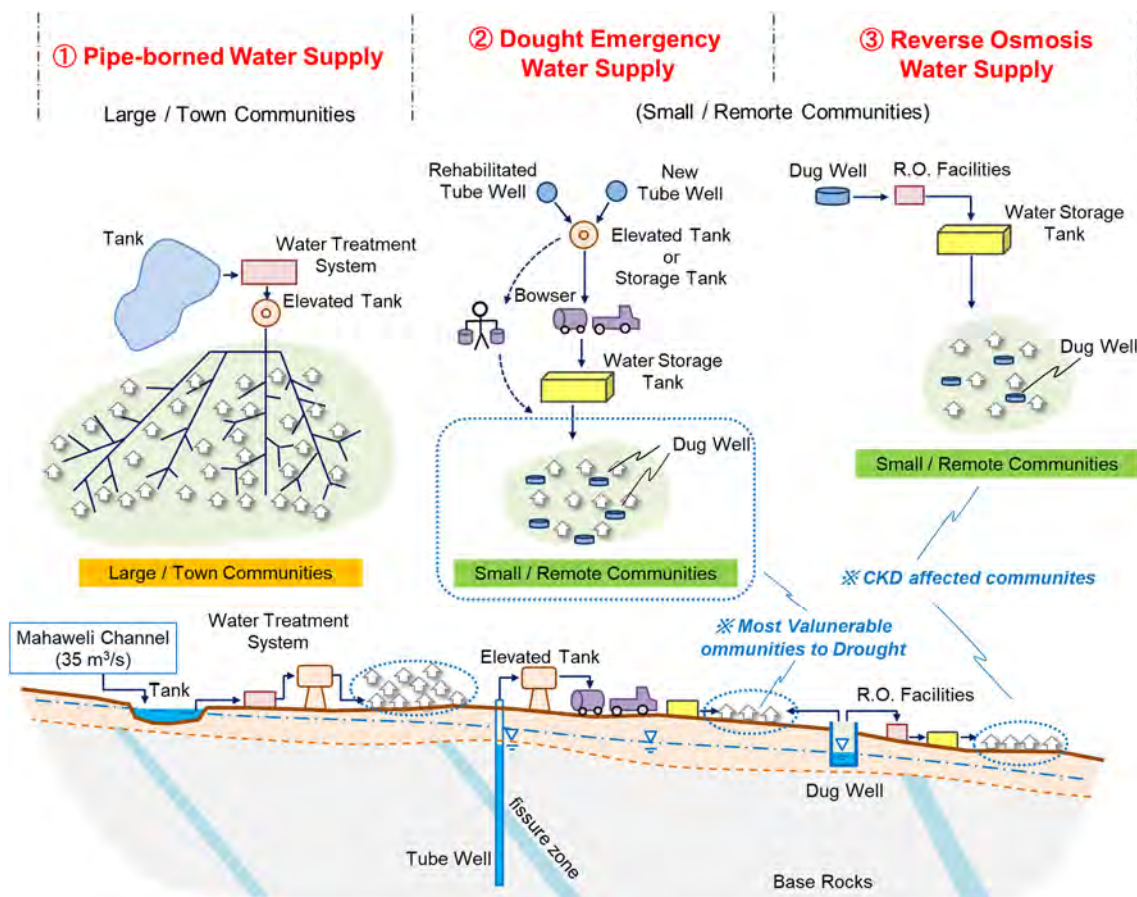 ① Pipe-borned Water Supply
Large / Town Communities
② Dought Emergency
Water Supply
③ Reverse Osmosis
Water Supply
(Small / Remorte Communities)
Tank
Water Treatment
System
Elevated Tank
Large / Town Communities
Rehabilitated
Tube Well
New
Tube Well
Elevated Tank
or
Storage Tank
Bowser
Water Storage
Tank
Dug Well
Small / Remote Communities
Dug Well
R.O. Facilities
Water Storage
Tank
Dug Well
Small / Remote Communities
※ CKD affected communites
※ Most Valunerable
ommunities to Drought
Mahaweli Channel
(35 m³/s)
Tank
Water Treatment
System
Elevated Tank
R.O. Facilities
Dug Well
Tube Well
fissure zone
Base Rocks